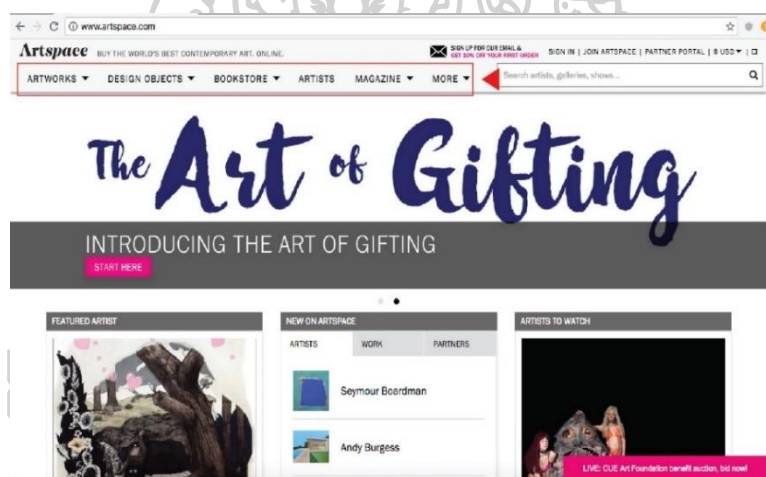 www.artspace.com
Artspace BUY THE WORLD'S BEST CONTEMPORARY ART. ONLINE.
SIGN UP FOR OUR EMAIL &
GET 10% OFF YOUR FIRST ORDER
SIGN IN | JOIN ARTSPACE | PARTNER PORTAL | $ USD
ARTWORKS DESIGN OBJECTS BOOKSTORE ARTISTS MAGAZINE MORE
Search artists, galleries, shows...
The Art of Gifting
INTRODUCING THE ART OF GIFTING
START HERE
FEATURED ARTIST
NEW ON ARTSPACE
ARTISTS TO WATCH
ARTISTS WORK PARTNERS
Seymour Boardman
Andy Burgess
LIVE: CUE Art Foundation benefit auction, bid now!